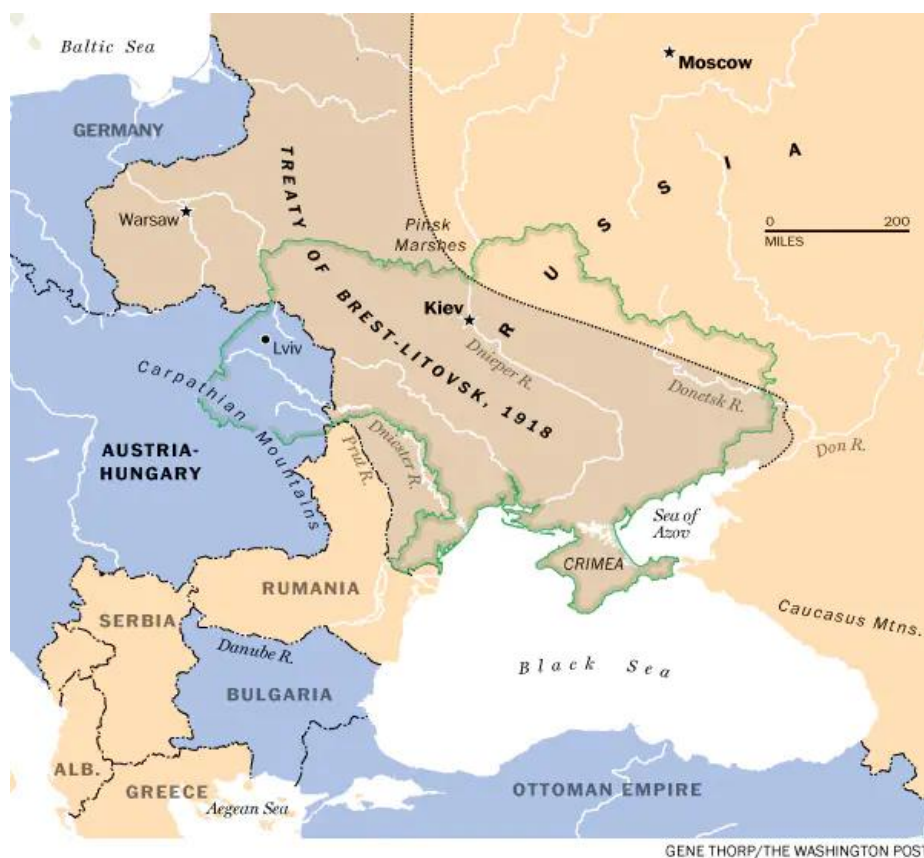 Baltic Sea
Moscow
GERMANY
RUSSIA
TREATY OF BREST-LITOVSK, 1918
Warsaw
Pinsk
Marshes
0 200
MILES
Kiev
Lviv
Dnieper R.
Carpathian Mountains
Donetsk R.
AUSTRIA-
HUNGARY
Prut R.
Dniester R.
Don R.
Sea of
Azov
CRIMEA
RUMANIA
SERBIA
Caucasus Mtns.
Danube R.
Black Sea
BULGARIA
ALB.
GREECE
Aegean Sea
OTTOMAN EMPIRE
GENE THORP/THE WASHINGTON POS